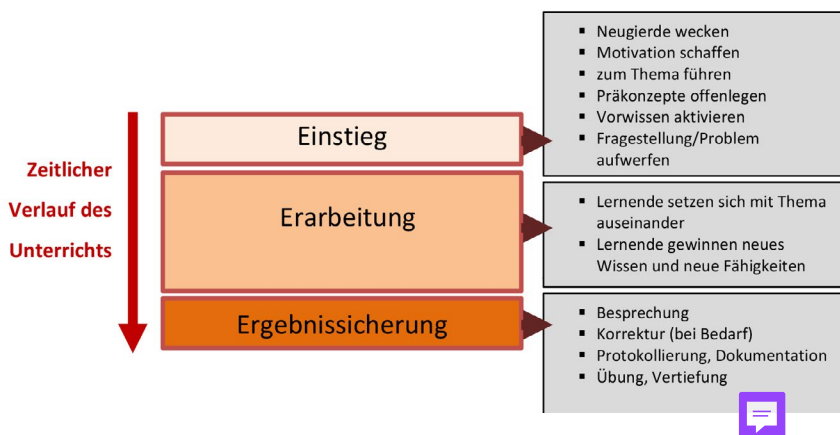 Zeitlicher
Verlauf des
Unterrichts
Einstieg
▪ Neugierde wecken
▪ Motivation schaffen
▪ zum Thema führen
▪ Präkonzepte offenlegen
▪ Vorwissen aktivieren
▪ Fragestellung/Problem
aufwerfen
Erarbeitung
▪ Lernende setzen sich mit Thema
auseinander
▪ Lernende gewinnen neues
Wissen und neue Fähigkeiten
Ergebnissicherung
▪ Besprechung
▪ Korrektur (bei Bedarf)
▪ Protokollierung, Dokumentation
▪ Übung, Vertiefung